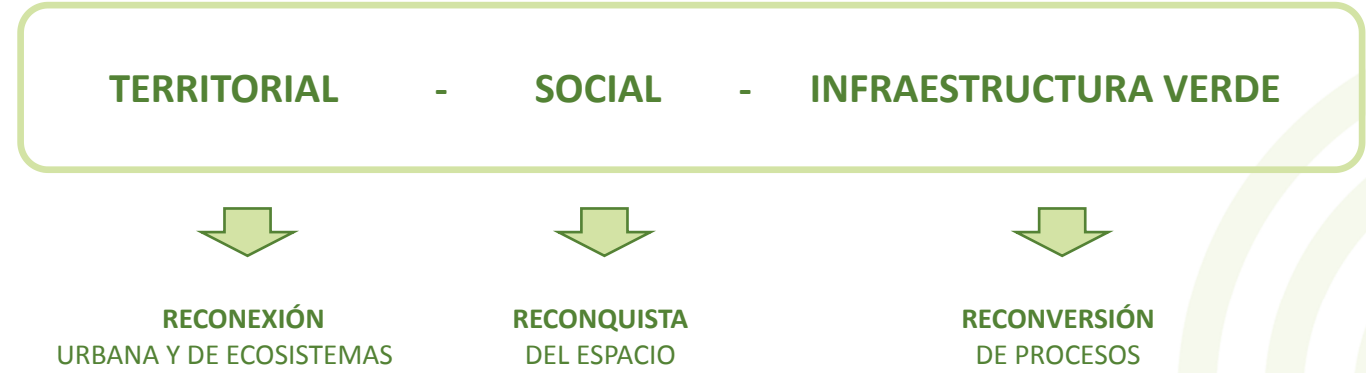 TERRITORIAL - SOCIAL - INFRAESTRUCTURA VERDE
RECONEXIÓN
URBANA Y DE ECOSISTEMAS
RECONQUISTA
DEL ESPACIO
RECONVERSIÓN
DE PROCESOS